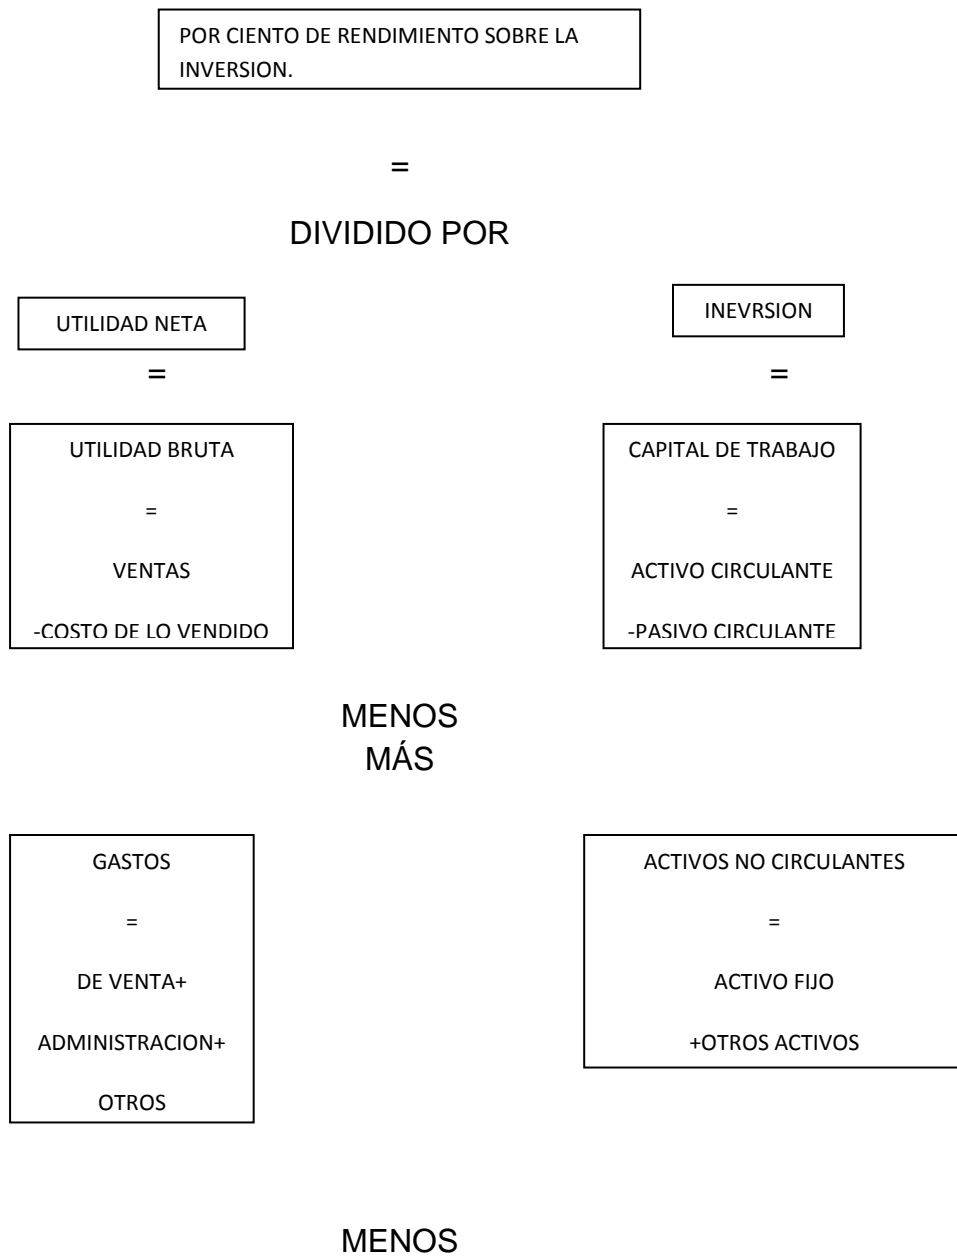 POR CIENTO DE RENDIMIENTO SOBRE LA
INVERSION.
=
DIVIDIDO POR
UTILIDAD NETA
INEVRSION
=
=
UTILIDAD BRUTA
=
VENTAS
-COSTO DE LO VENDIDO
CAPITAL DE TRABAJO
=
ACTIVO CIRCULANTE
-PASIVO CIRCULANTE
MENOS
MÁS
GASTOS
=
DE VENTA+
ADMINISTRACION+
OTROS
ACTIVOS NO CIRCULANTES
=
ACTIVO FIJO
+OTROS ACTIVOS
MENOS